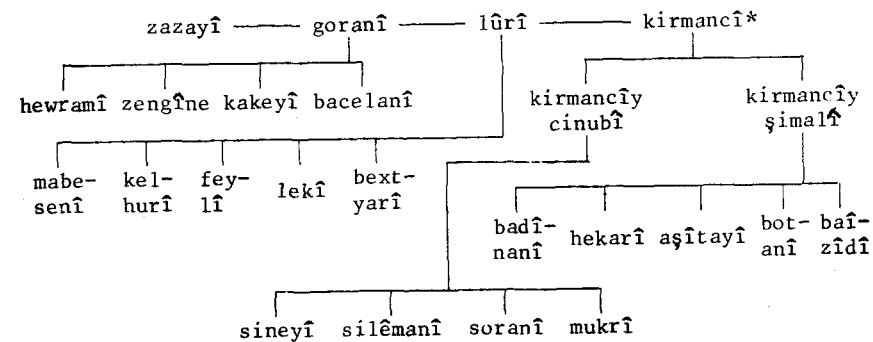 zazayî — goranî — lûrî — kirmancî*
hewramî zengîne kakeyî bacelanî
kirmancîy cinubî
kirmancîy şimalî
mabe-senî
kel-hurî
fey-lî
lekî
bext-yarî
badî-nanî
hekarî
aşîtayî
bot-anî
baî-zîdî
sineyî silêmanî soranî mukrî